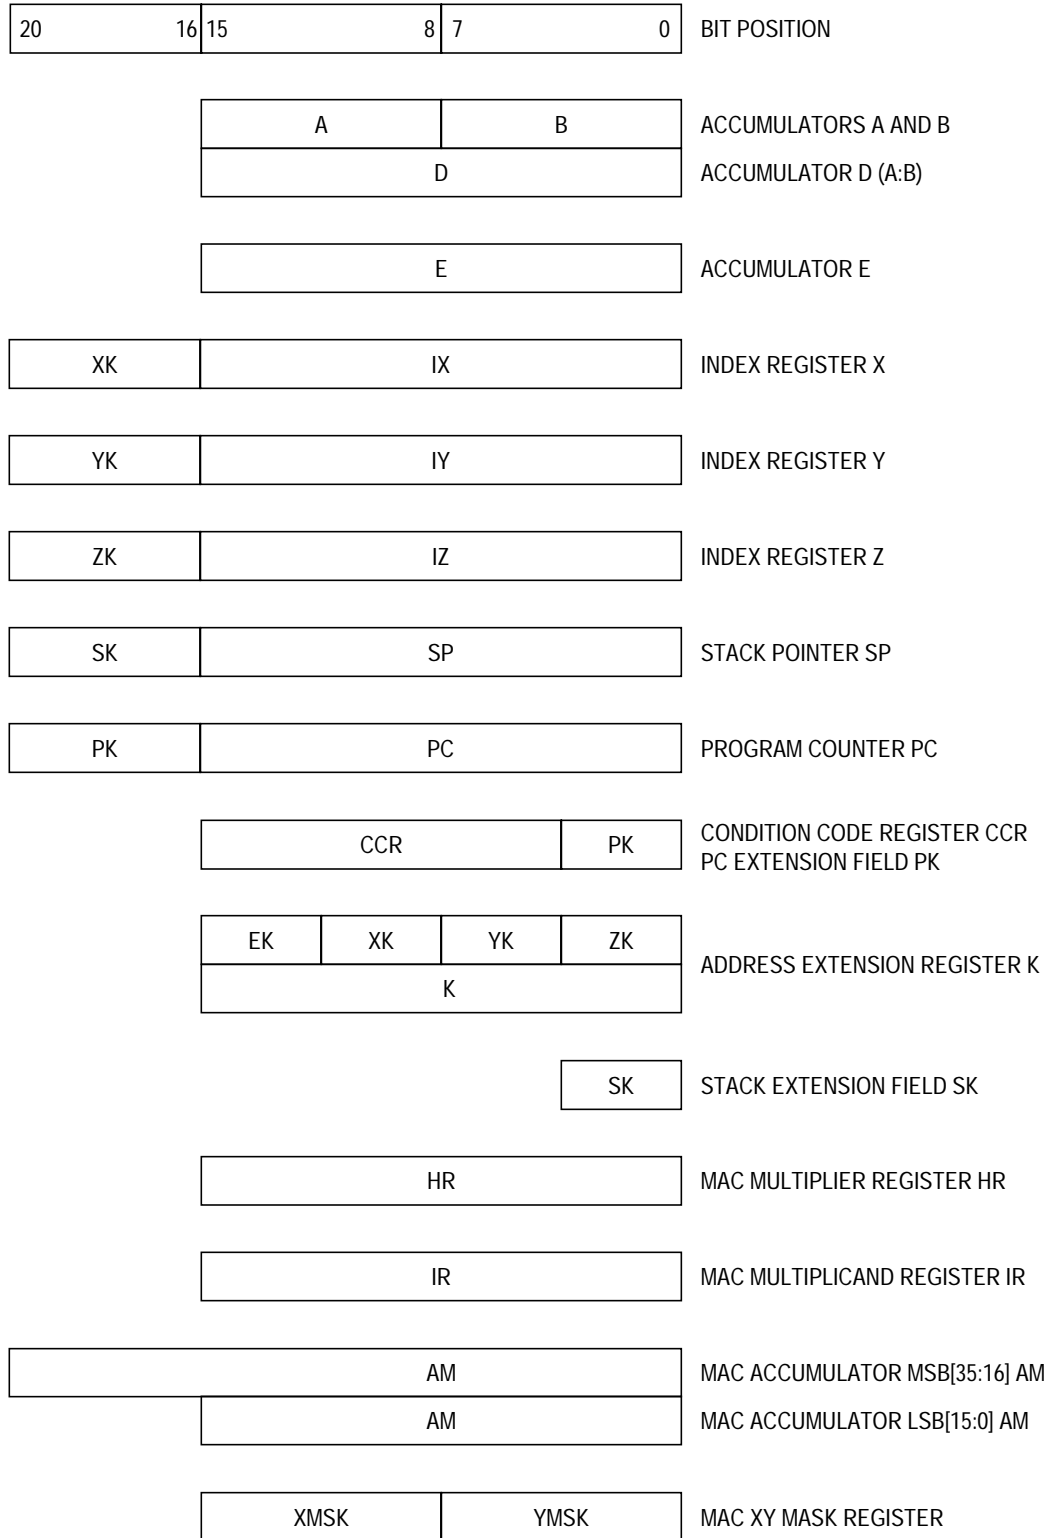 20 16 15 8 7 0 BIT POSITION
A B ACCUMULATORS A AND B
D ACCUMULATOR D (A:B)
E ACCUMULATOR E
XK IX INDEX REGISTER X
YK IY INDEX REGISTER Y
ZK IZ INDEX REGISTER Z
SK SP STACK POINTER SP
PK PC PROGRAM COUNTER PC
CCR PK CONDITION CODE REGISTER CCR
PC EXTENSION FIELD PK
EK XK YK ZK
ADDRESS EXTENSION REGISTER K
K
SK STACK EXTENSION FIELD SK
HR MAC MULTIPLIER REGISTER HR
IR MAC MULTIPLICAND REGISTER IR
AM MAC ACCUMULATOR MSB[35:16] AM
AM MAC ACCUMULATOR LSB[15:0] AM
XMSK YMSK MAC XY MASK REGISTER